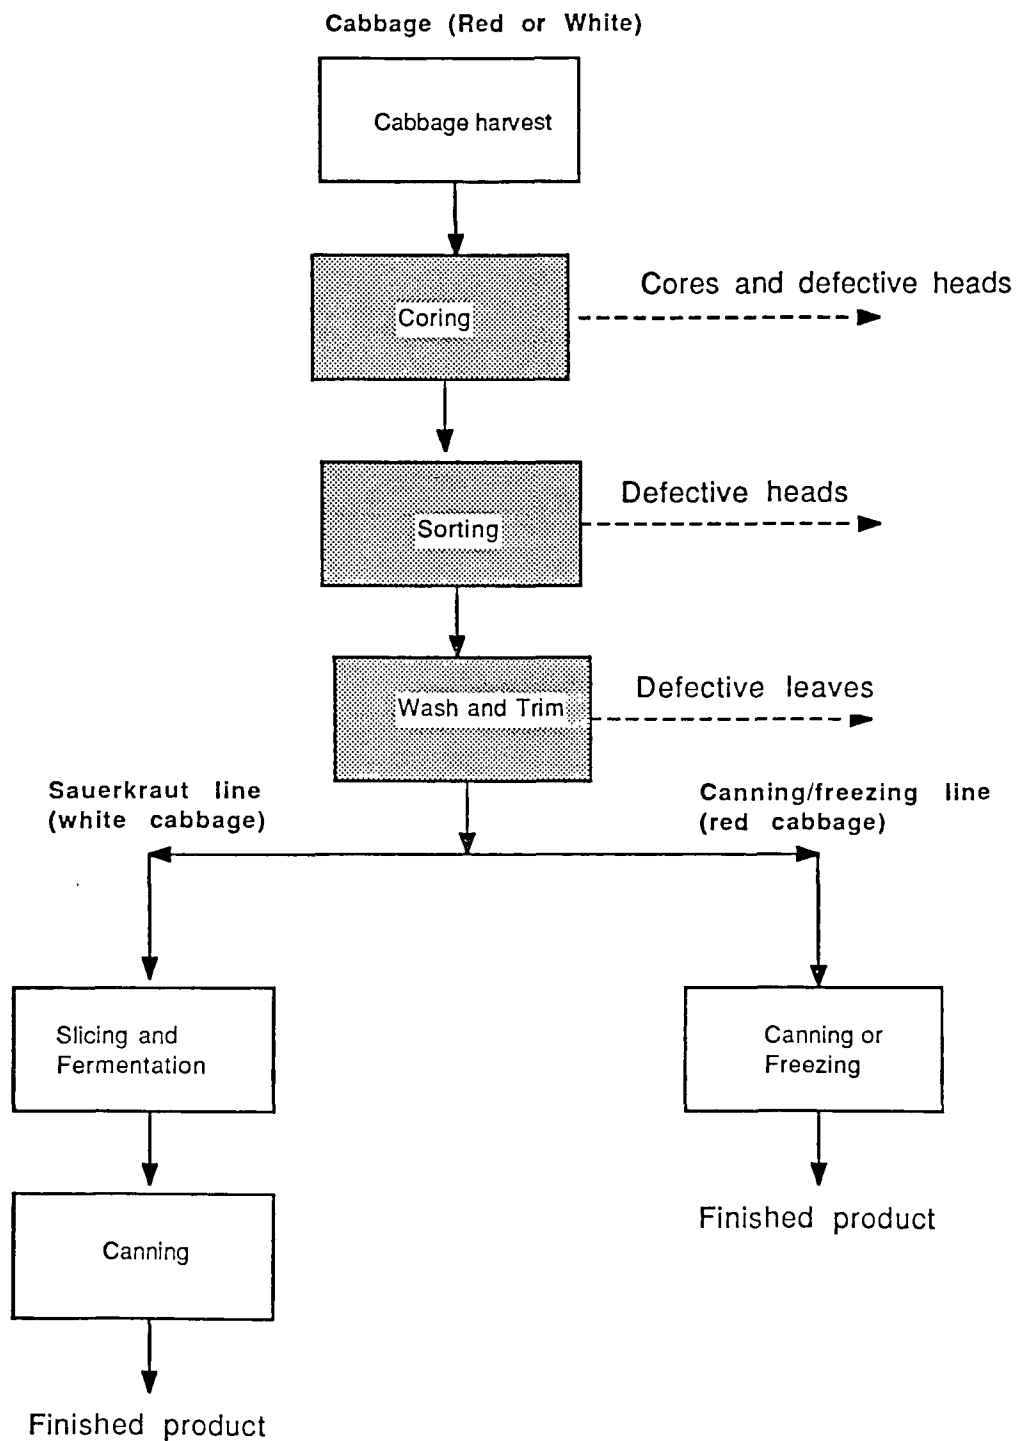 Cabbage (Red or White)
Cabbage harvest
Cores and defective heads
Coring
Defective heads
Sorting
Defective leaves
Wash and Trim
Sauerkraut line
(white cabbage)
Canning/freezing line
(red cabbage)
Slicing and
Fermentation
Canning or
Freezing
Canning
Finished product
Finished product